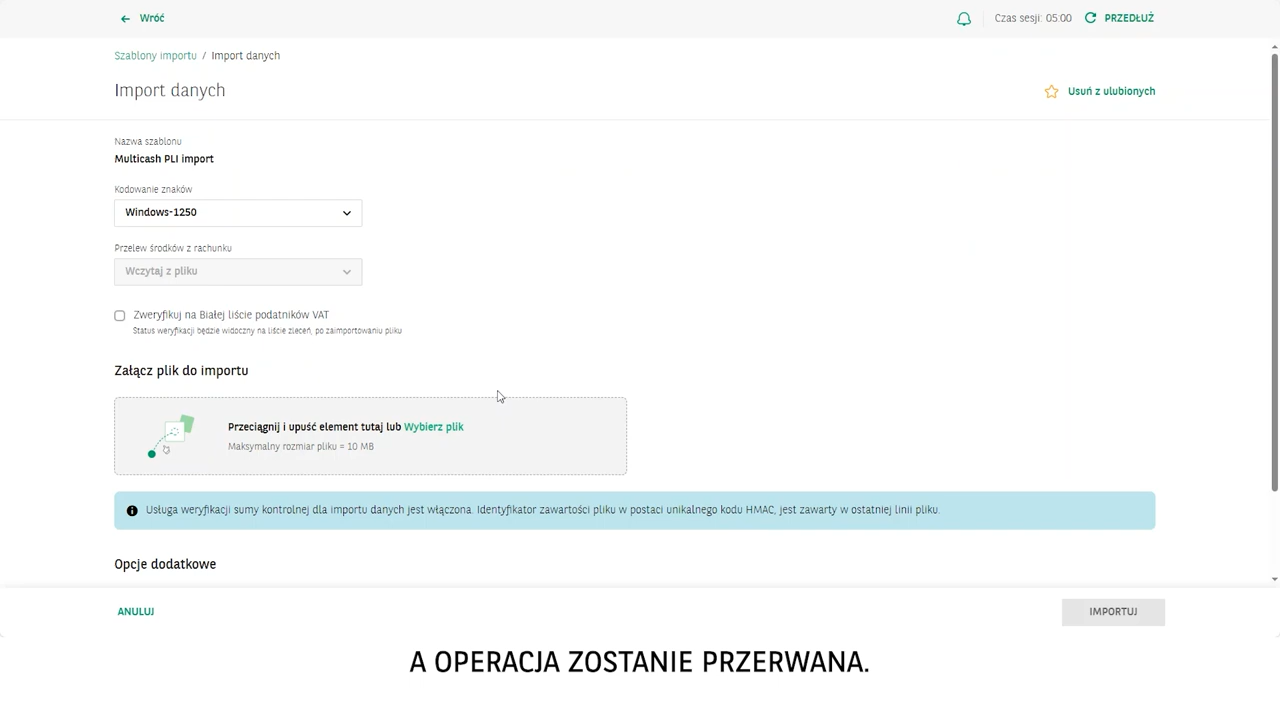 Wróć
Czas sesji: 05:00 PRZEDŁUŻ
Szablony importu / Import danych
Import danych
Usuń z ulubionych
Nazwa szablonu
Multicash PLI import
Kodowanie znaków
Windows-1250
Przelew środków z rachunku
Wczytaj z pliku
Zweryfikuj na Białej liście podatników VAT
Status weryfikacji będzie widoczny na liście zleceń, po zaimportowaniu pliku
Załącz plik do importu
Przeciągnij i upuść element tutaj lub Wybierz plik
Maksymalny rozmiar pliku = 10 MB
Usługa weryfikacji sumy kontrolnej dla importu danych jest włączona. Identyfikator zawartości pliku w postaci unikalnego kodu HMAC, jest zawarty w ostatniej linii pliku.
Opcje dodatkowe
ANULUJ
IMPORTUJ
A OPERACJA ZOSTANIE PRZERWANA.